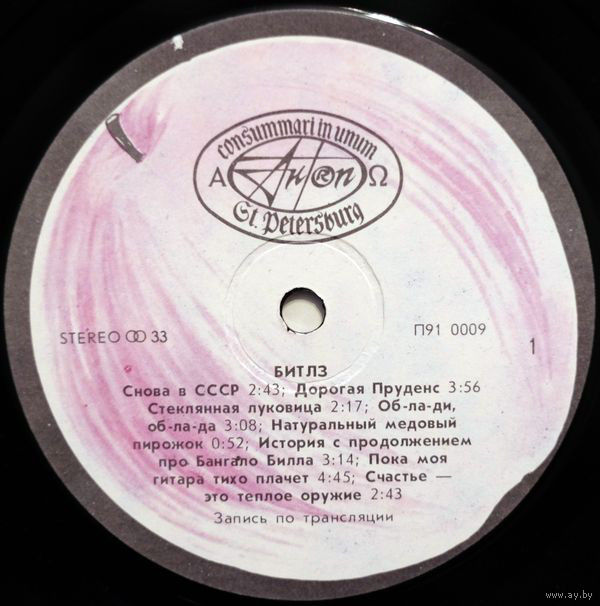 consummari in unum
Α Антон Ω
St. Petersburg
STEREO 33
П91 0009
1
БИТЛЗ
Снова в СССР 2:43; Дорогая Пруденс 3:56
Стеклянная луковица 2:17; Об-ла-ди,
об-ла-да 3:08; Натуральный медовый
пирожок 0:52; История с продолжением
про Бангало Билла 3:14; Пока моя
гитара тихо плачет 4:45; Счастье —
это теплое оружие 2:43
Запись по трансляции
www.ay.by